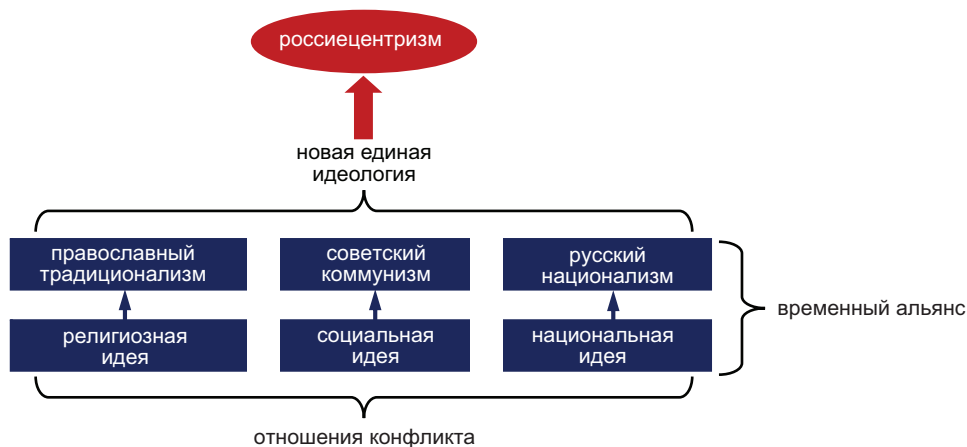 россиецентризм
новая единая
идеология
православный
традиционализм
советский
коммунизм
русский
национализм
временный альянс
религиозная
идея
социальная
идея
национальная
идея
отношения конфликта